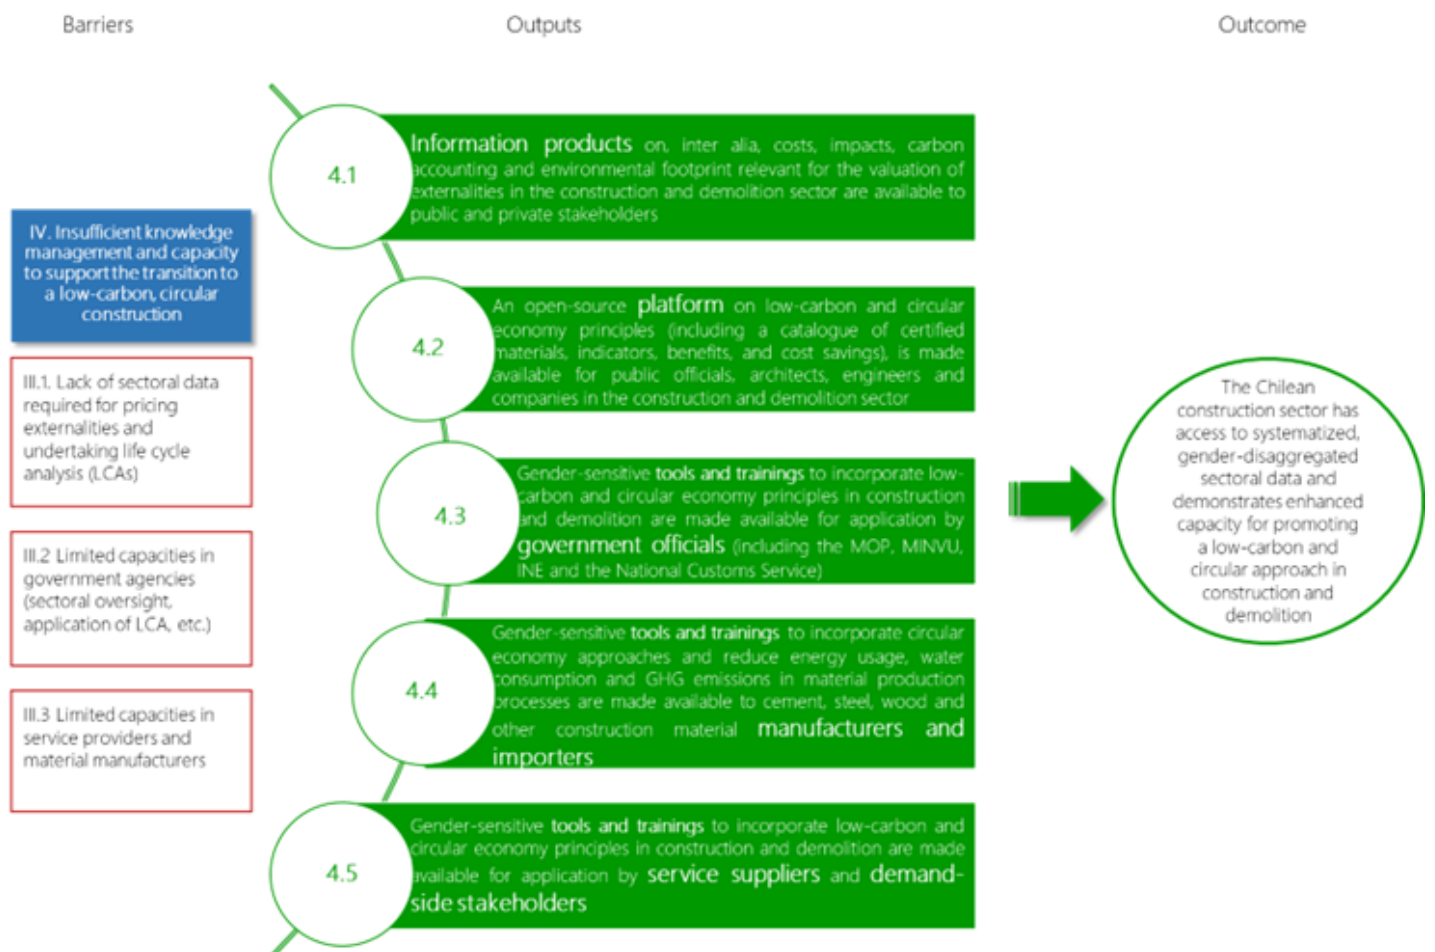 Barriers
Outputs
Outcome
IV. Insufficient knowledge
management and capacity
to support the transition to
a low-carbon, circular
construction
III.1. Lack of sectoral data
required for pricing
externalities and
undertaking life cycle
analysis (LCAs)
III.2 Limited capacities in
government agencies
(sectoral oversight,
application of LCA, etc.)
III.3 Limited capacities in
service providers and
material manufacturers
4.1
Information products on, inter alia, costs, impacts, carbon
accounting and environmental footprint relevant for the valuation of
externalities in the construction and demolition sector are available to
public and private stakeholders
4.2
An open-source platform on low-carbon and circular
economy principles (including a catalogue of certified
materials, indicators, benefits, and cost savings), is made
available for public officials, architects, engineers and
companies in the construction and demolition sector
4.3
Gender-sensitive tools and trainings to incorporate low-
carbon and circular economy principles in construction
and demolition are made available for application by
government officials (including the MOP, MINVU,
INE and the National Customs Service)
4.4
Gender-sensitive tools and trainings to incorporate circular
economy approaches and reduce energy usage, water
consumption and GHG emissions in material production
processes are made available to cement, steel, wood and
other construction material manufacturers and
importers
4.5
Gender-sensitive tools and trainings to incorporate low-carbon and
circular economy principles in construction and demolition are made
available for application by service suppliers and demand-
side stakeholders
The Chilean
construction sector has
access to systematized,
gender-disaggregated
sectoral data and
demonstrates enhanced
capacity for promoting
a low-carbon and
circular approach in
construction and
demolition